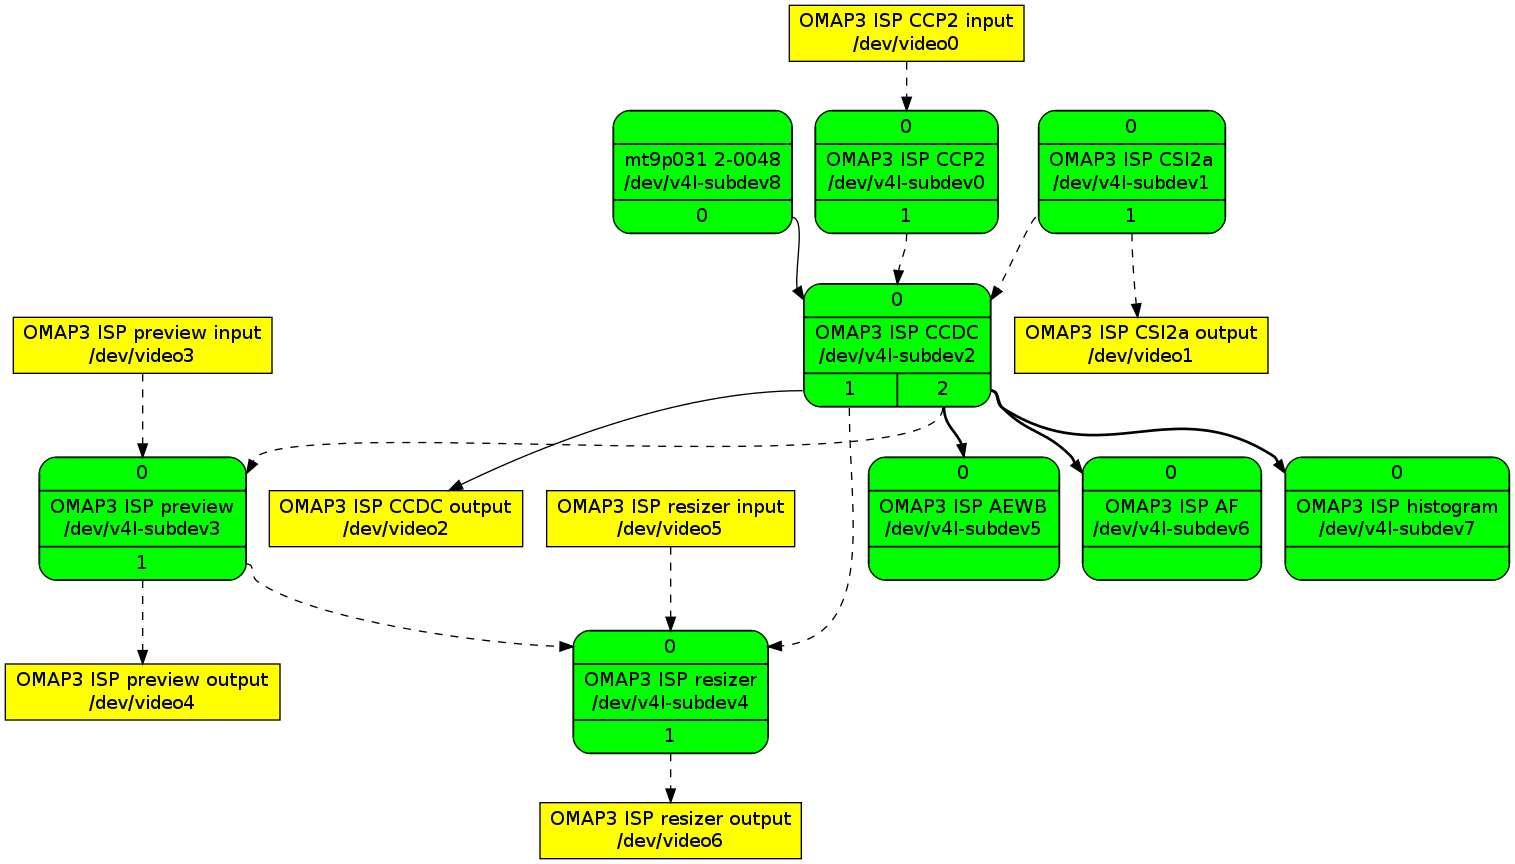 OMAP3 ISP CCP2 input
/dev/video0
mt9p031 2-0048
/dev/v4l-subdev8
0
0
OMAP3 ISP CCP2
/dev/v4l-subdev0
1
0
OMAP3 ISP CSI2a
/dev/v4l-subdev1
1
OMAP3 ISP preview input
/dev/video3
0
OMAP3 ISP CCDC
/dev/v4l-subdev2
1
2
OMAP3 ISP CSI2a output
/dev/video1
0
OMAP3 ISP preview
/dev/v4l-subdev3
1
OMAP3 ISP CCDC output
/dev/video2
OMAP3 ISP resizer input
/dev/video5
0
OMAP3 ISP AEWB
/dev/v4l-subdev5
0
OMAP3 ISP AF
/dev/v4l-subdev6
0
OMAP3 ISP histogram
/dev/v4l-subdev7
OMAP3 ISP preview output
/dev/video4
0
OMAP3 ISP resizer
/dev/v4l-subdev4
1
OMAP3 ISP resizer output
/dev/video6